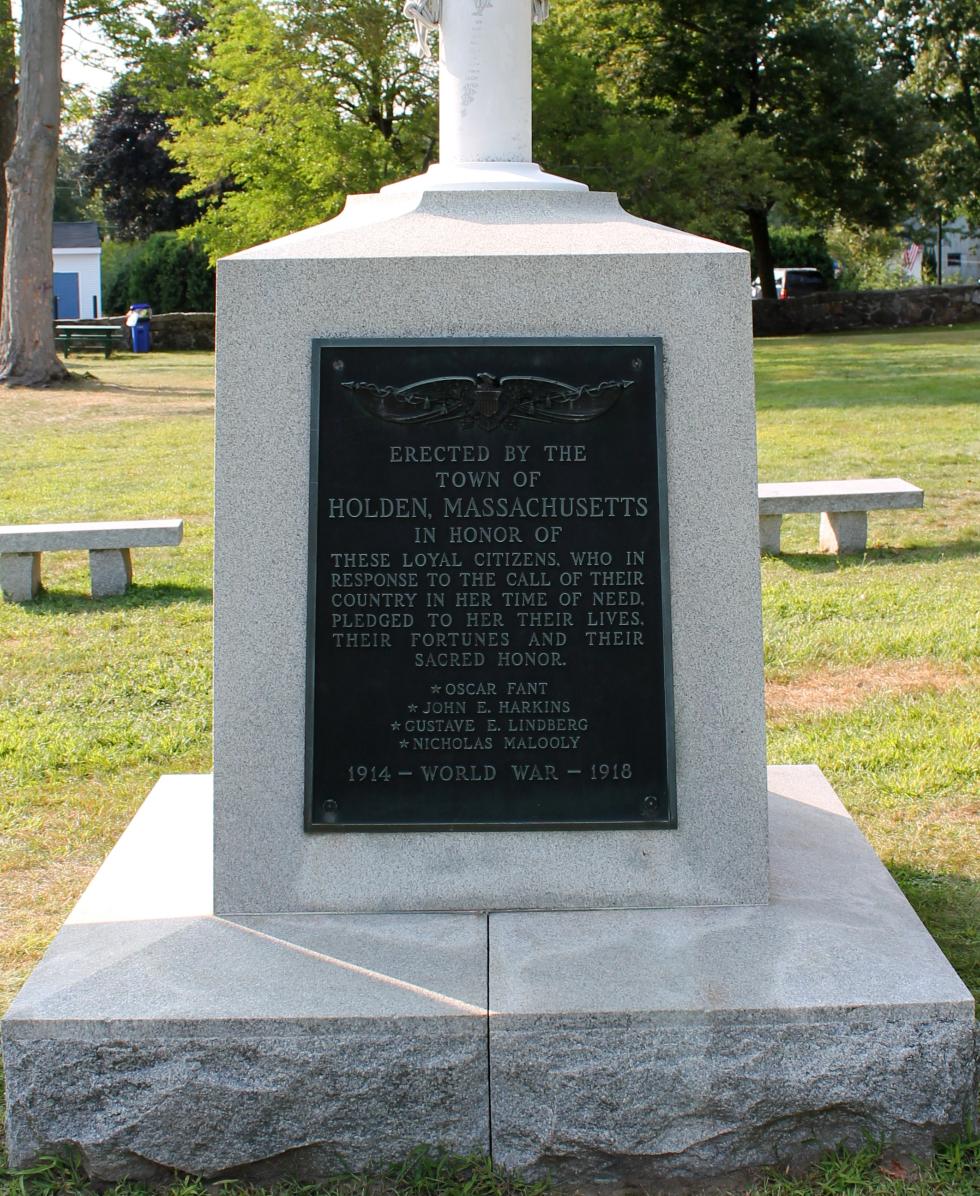 ERECTED BY THE
TOWN OF
HOLDEN, MASSACHUSETTS
IN HONOR OF
THESE LOYAL CITIZENS, WHO IN
RESPONSE TO THE CALL OF THEIR
COUNTRY IN HER TIME OF NEED,
PLEDGED TO HER THEIR LIVES,
THEIR FORTUNES AND THEIR
SACRED HONOR.
★OSCAR FANT
★JOHN E. HARKINS
★GUSTAVE E. LINDBERG
★NICHOLAS MALOOLY
1914 — WORLD WAR — 1918